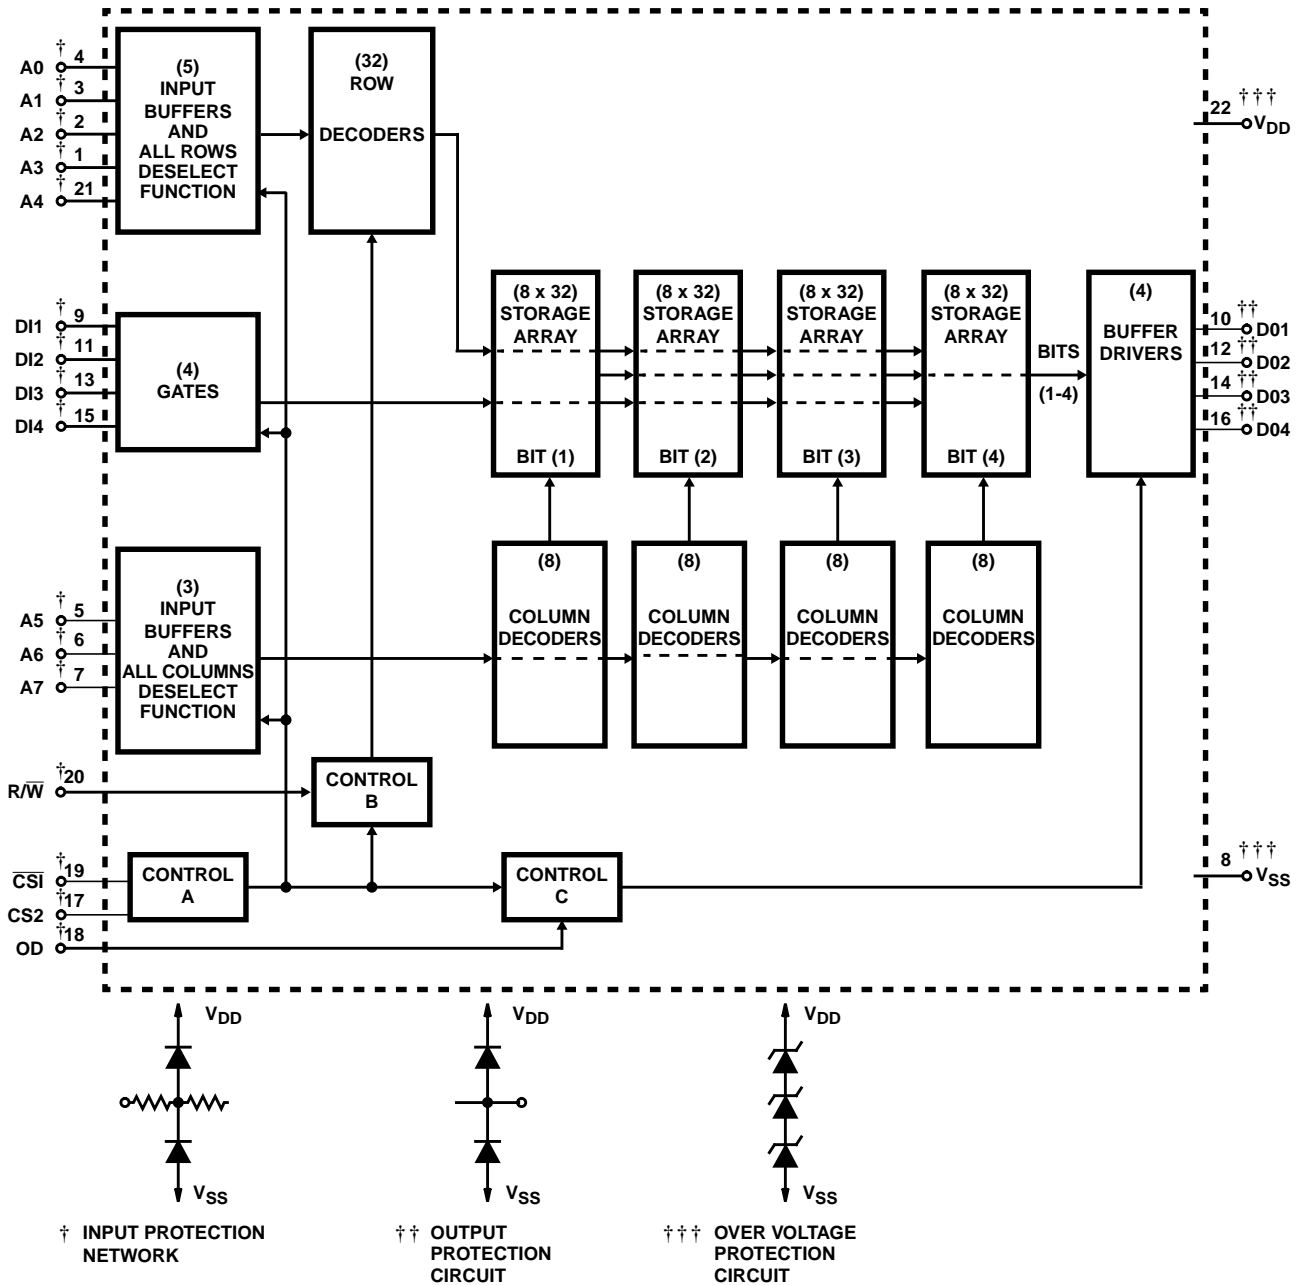 † 4
A0
† 3
A1
† 2
A2
† 1
A3
† 21
A4
(5)
INPUT
BUFFERS
AND
ALL ROWS
DESELECT
FUNCTION
(32)
ROW
DECODERS
22 †††
VDD
† 9
DI1
† 11
DI2
† 13
DI3
† 15
DI4
(4)
GATES
(8 x 32)
STORAGE
ARRAY
BIT (1)
(8 x 32)
STORAGE
ARRAY
BIT (2)
(8 x 32)
STORAGE
ARRAY
BIT (3)
(8 x 32)
STORAGE
ARRAY
BIT (4)
BITS
(1-4)
(4)
BUFFER
DRIVERS
10 ††
D01
12 ††
D02
14 ††
D03
16 ††
D04
† 5
A5
† 6
A6
† 7
A7
(3)
INPUT
BUFFERS
AND
ALL COLUMNS
DESELECT
FUNCTION
(8)
COLUMN
DECODERS
(8)
COLUMN
DECODERS
(8)
COLUMN
DECODERS
(8)
COLUMN
DECODERS
†20
R/W̅
CONTROL
B
†19
C̅S̅I̅
†17
CS2
†18
OD
CONTROL
A
CONTROL
C
8 †††
VSS
VDD
VSS
† INPUT PROTECTION
NETWORK
VDD
VSS
†† OUTPUT
PROTECTION
CIRCUIT
VDD
VSS
††† OVER VOLTAGE
PROTECTION
CIRCUIT